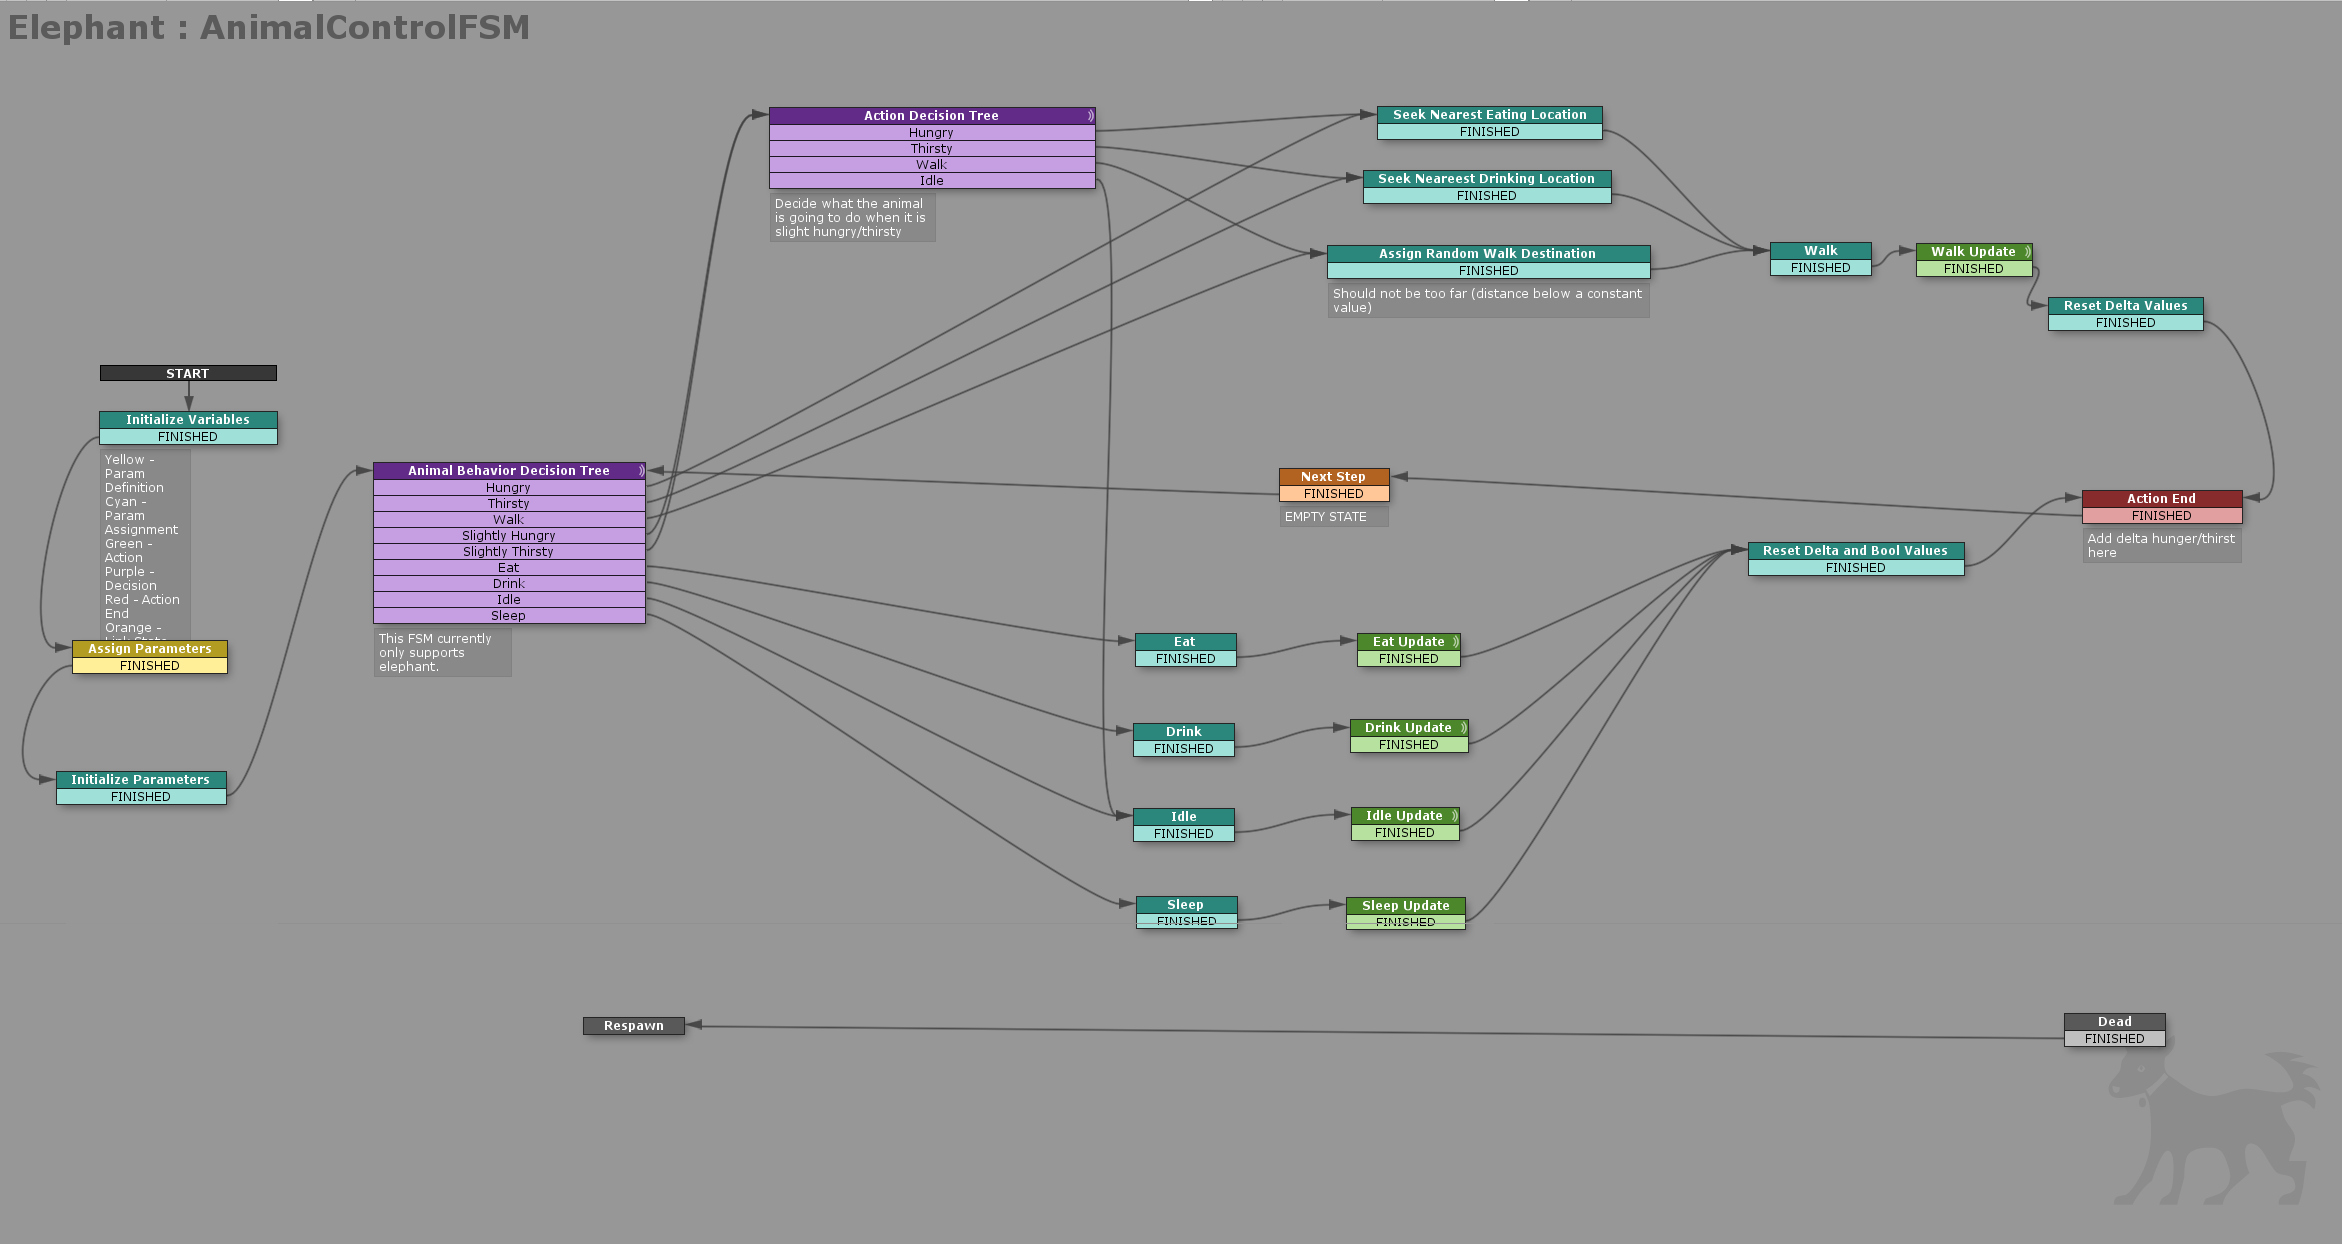 Elephant : AnimalControlFSM
START
Initialize Variables
FINISHED
Yellow -
Param
Definition
Cyan -
Param
Assignment
Green -
Action
Purple -
Decision
Red - Action
End
Orange -
Assign Parameters
FINISHED
Initialize Parameters
FINISHED
Animal Behavior Decision Tree
Hungry
Thirsty
Walk
Slightly Hungry
Slightly Thirsty
Eat
Drink
Idle
Sleep
This FSM currently
only supports
elephant.
Action Decision Tree
Hungry
Thirsty
Walk
Idle
Decide what the animal
is going to do when it is
slight hungry/thirsty
Seek Nearest Eating Location
FINISHED
Seek Neareest Drinking Location
FINISHED
Assign Random Walk Destination
FINISHED
Should not be too far (distance below a constant
value)
Walk
FINISHED
Walk Update
FINISHED
Reset Delta Values
FINISHED
Next Step
FINISHED
EMPTY STATE
Action End
FINISHED
Add delta hunger/thirst
here
Reset Delta and Bool Values
FINISHED
Eat
FINISHED
Eat Update
FINISHED
Drink
FINISHED
Drink Update
FINISHED
Idle
FINISHED
Idle Update
FINISHED
Sleep
FINISHED
Sleep Update
FINISHED
Respawn
Dead
FINISHED